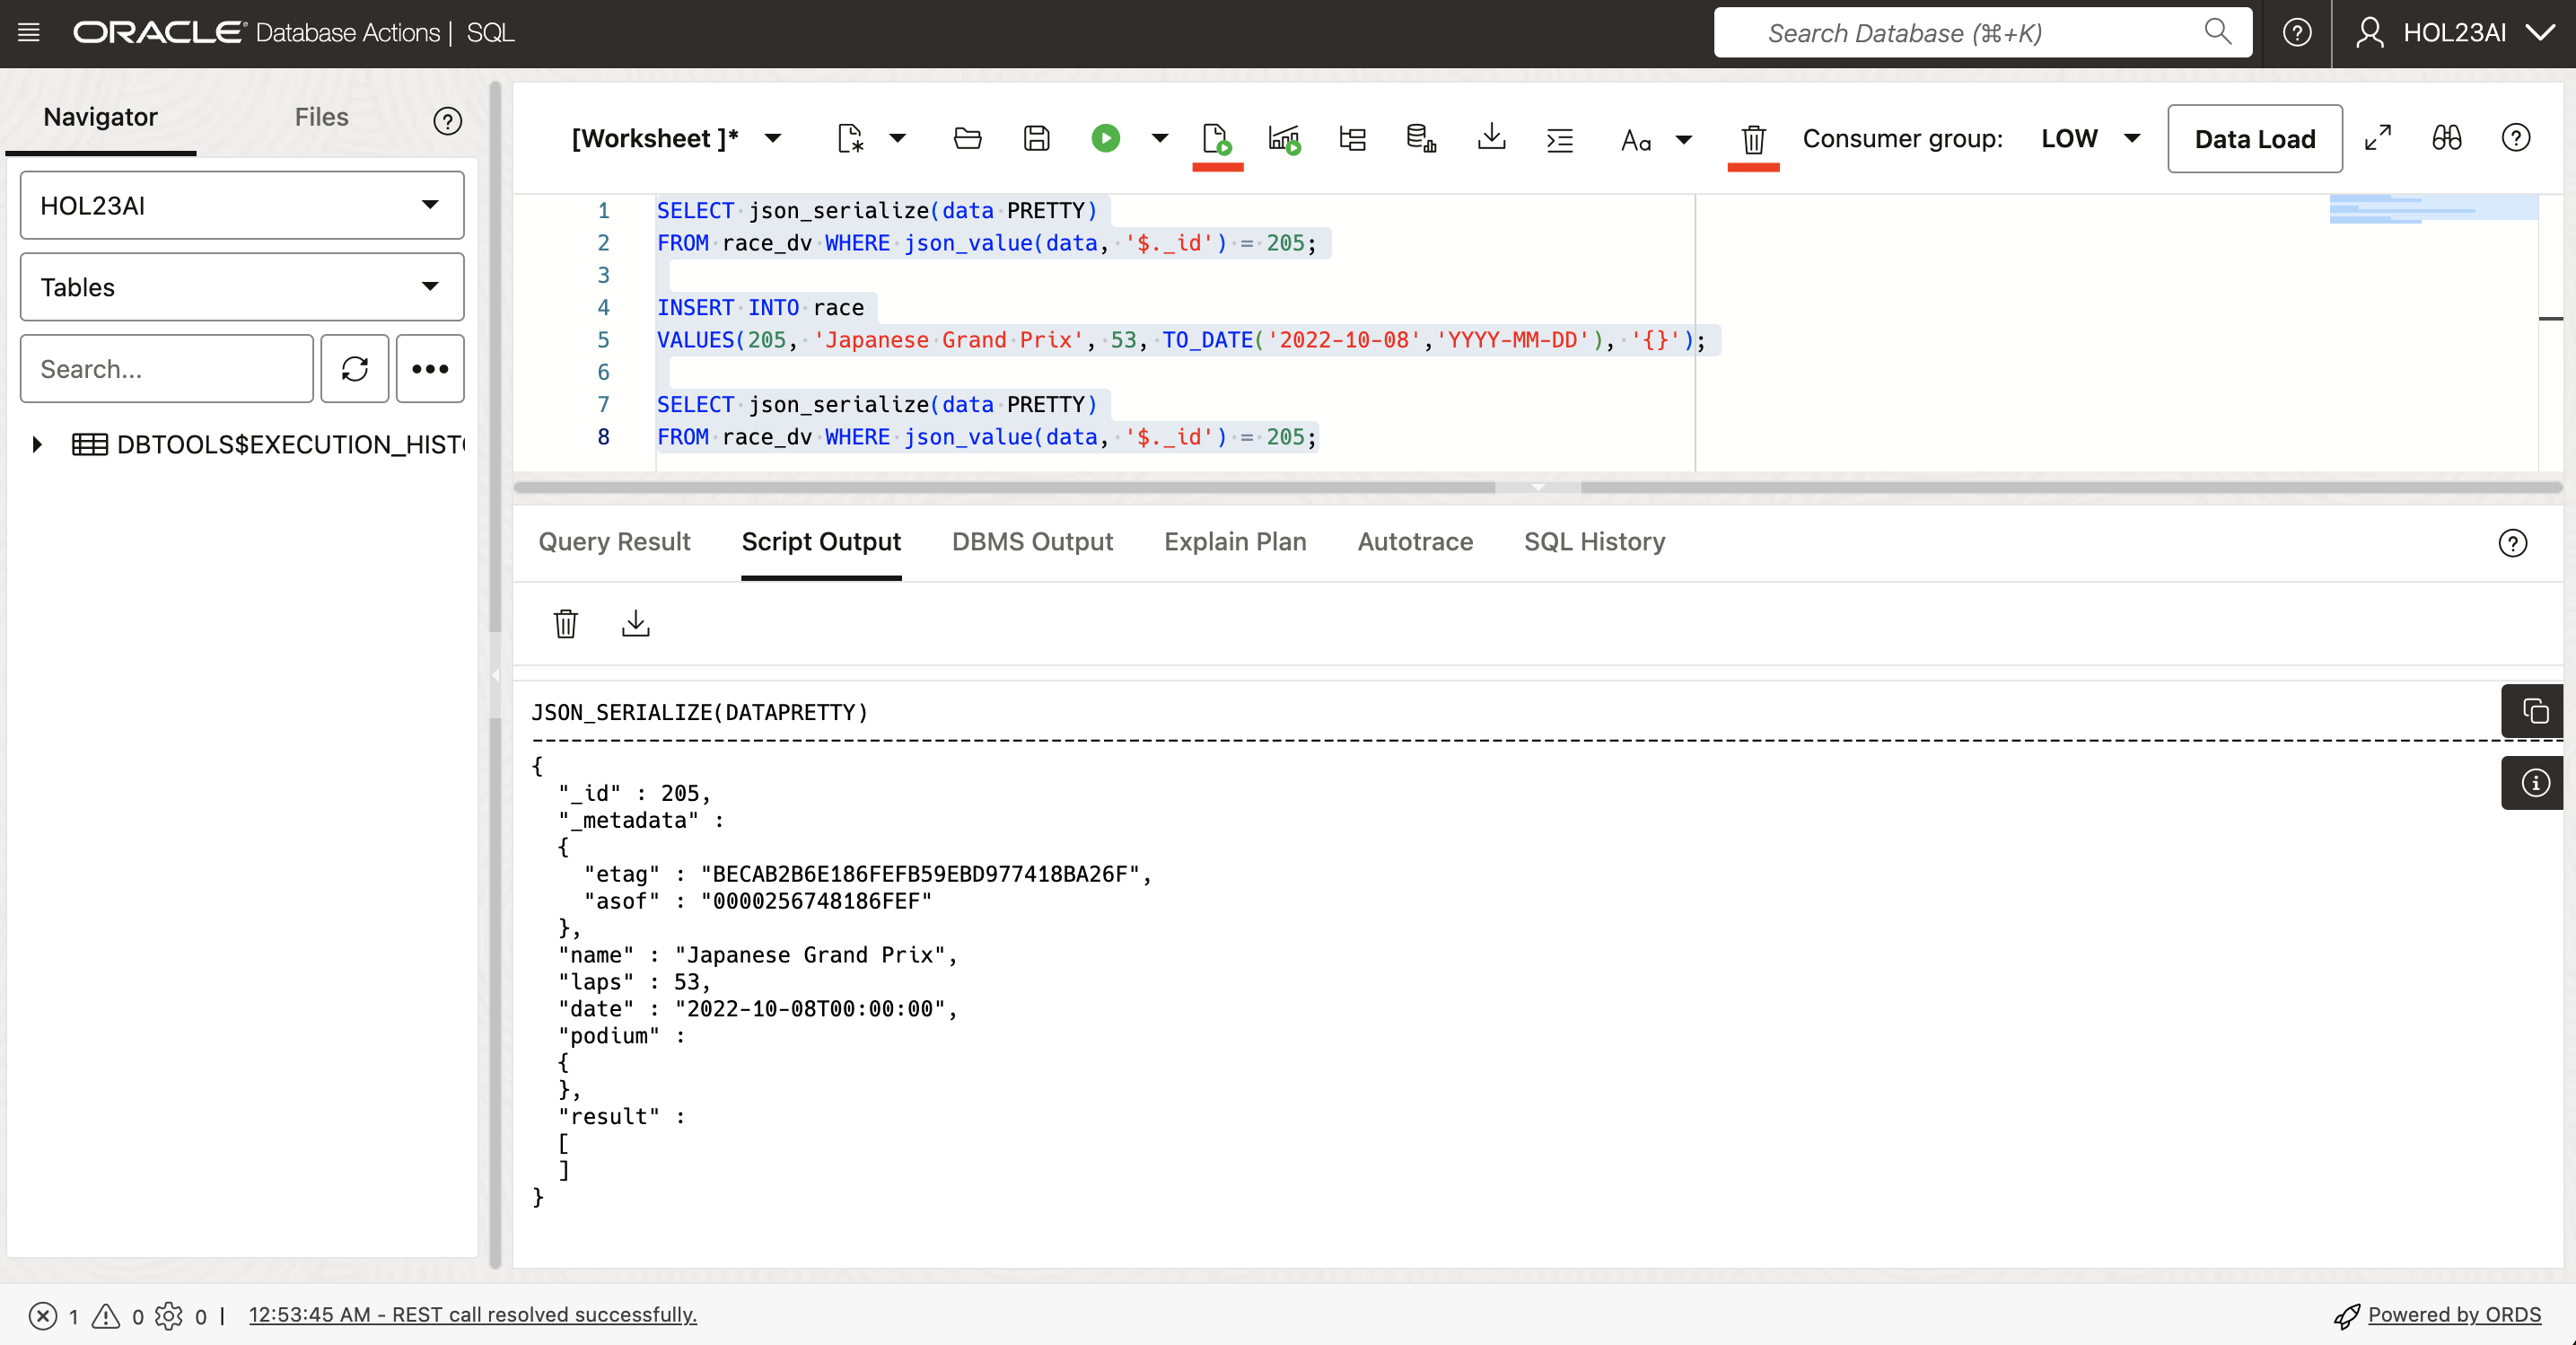 ORACLE Database Actions | SQL
Search Database (⌘+K)
HOL23AI
Navigator
Files
HOL23AI
Tables
Search...
DBTOOLS$EXECUTION_HIST
[Worksheet ]*
Aa
Consumer group:
LOW
Data Load
1 SELECT json_serialize(data PRETTY)
2 FROM race_dv WHERE json_value(data, '$._id') = 205;
3
4 INSERT INTO race
5 VALUES(205, 'Japanese Grand Prix', 53, TO_DATE('2022-10-08','YYYY-MM-DD'), '{}');
6
7 SELECT json_serialize(data PRETTY)
8 FROM race_dv WHERE json_value(data, '$._id') = 205;
Query Result
Script Output
DBMS Output
Explain Plan
Autotrace
SQL History
JSON_SERIALIZE(DATAPRETTY)
--------------------------------------------------------------------------------
{
"_id" : 205,
"_metadata" :
{
"etag" : "BECAB2B6E186FEFB59EBD977418BA26F",
"asof" : "0000256748186FEF"
},
"name" : "Japanese Grand Prix",
"laps" : 53,
"date" : "2022-10-08T00:00:00",
"podium" :
{
},
"result" :
[
]
}
1 0 0 | 12:53:45 AM - REST call resolved successfully.
Powered by ORDS